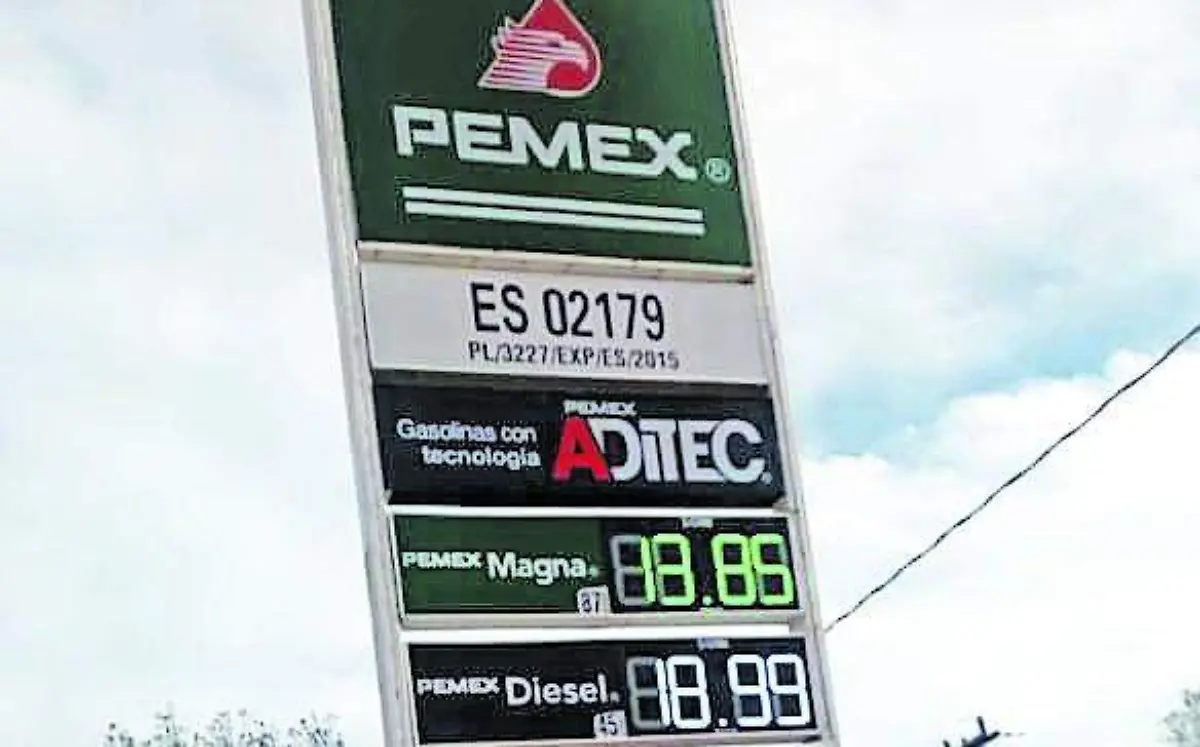 PEMEX®
ES 02179
PL/3227/EXP/ES/2015
PEMEX
Gasolinas con
tecnología
ADITEC®
PEMEX Magna® 13.85
87
PEMEX Diesel® 18.99
45